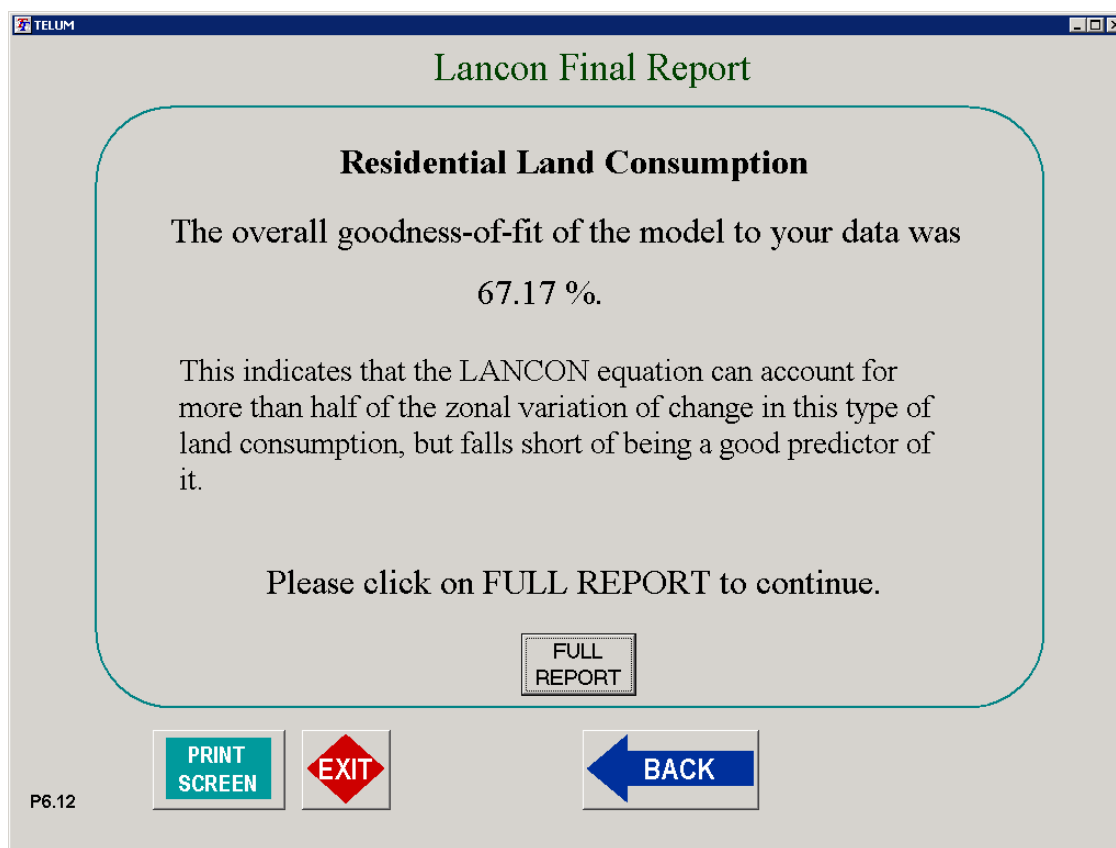 TELUM
Lancon Final Report
Residential Land Consumption
The overall goodness-of-fit of the model to your data was
67.17 %.
This indicates that the LANCON equation can account for
more than half of the zonal variation of change in this type of
land consumption, but falls short of being a good predictor of
it.
Please click on FULL REPORT to continue.
FULL
REPORT
PRINT
SCREEN
EXIT
BACK
P6.12